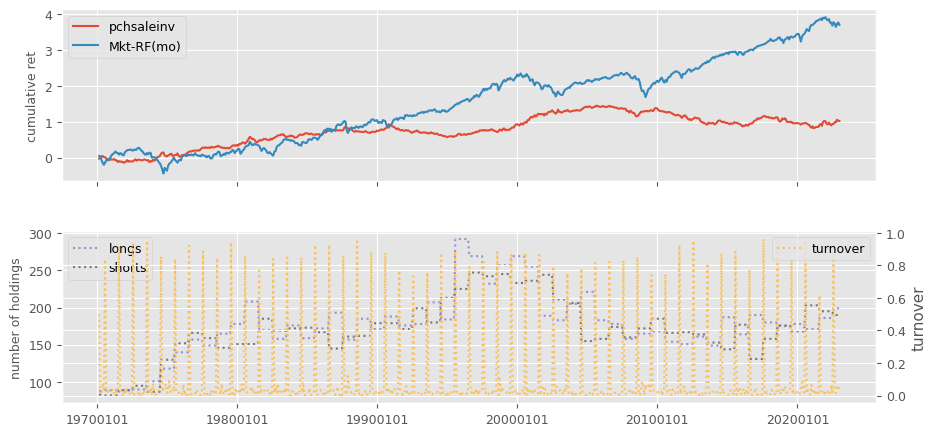 4
3
2
1
0
cumulative ret
pchsaleinv
Mkt-RF(mo)
300
250
200
150
100
number of holdings
longs
shorts
turnover
1.0
0.8
0.6
0.4
0.2
0.0
turnover
19700101
19800101
19900101
20000101
20100101
20200101